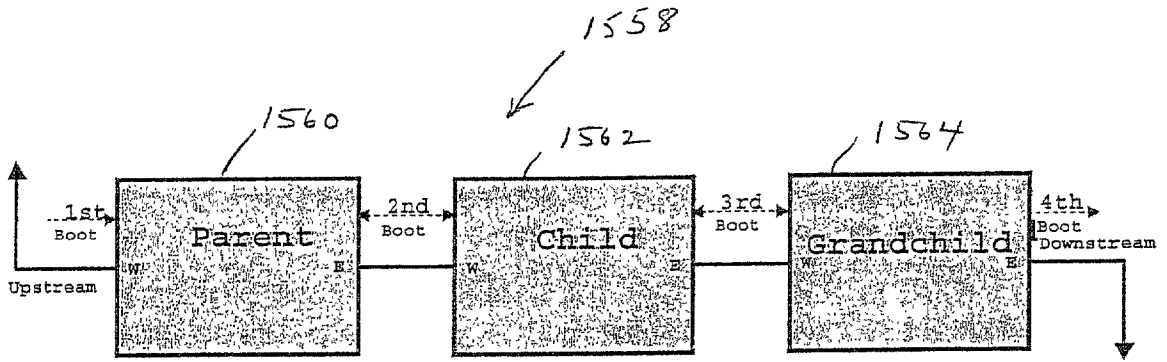 1558
1560
1562
1564
1st
Boot
2nd
Boot
3rd
Boot
4th
Boot
Downstream
Parent
Child
Grandchild
W
E
W
E
W
E
Upstream